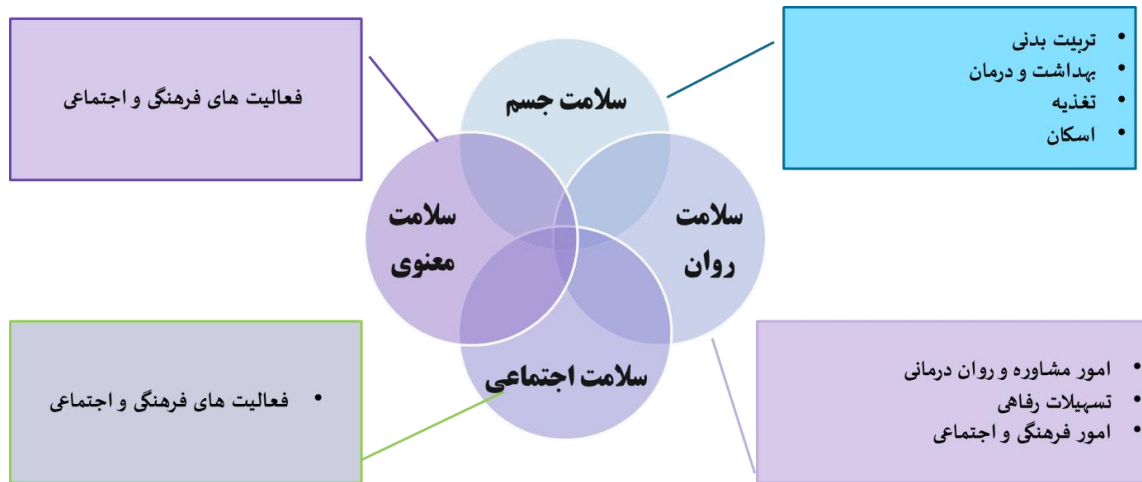 • تربیت بدنی
• بهداشت و درمان
• تغذیه
• اسکان
فعالیت های فرهنگی و اجتماعی
سلامت جسم
سلامت
روان
سلامت
معنوی
سلامت اجتماعی
• امور مشاوره و روان درمانی
• تسهیلات رفاهی
• امور فرهنگی و اجتماعی
• فعالیت های فرهنگی و اجتماعی